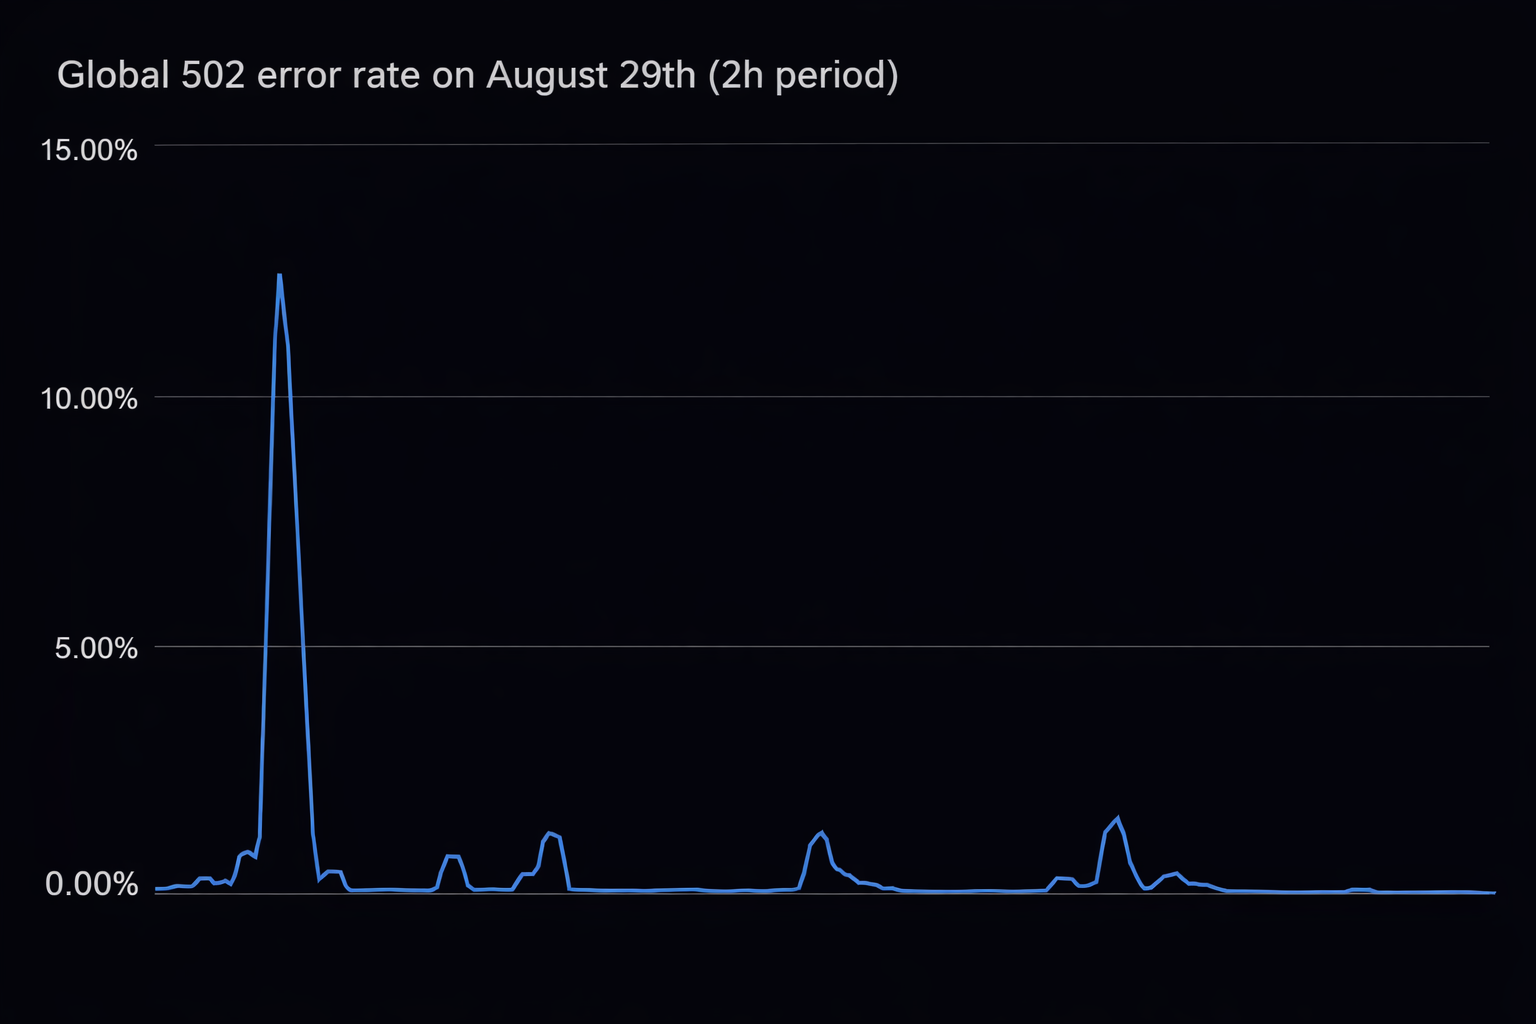 Global 502 error rate on August 29th (2h period)
15.00%
10.00%
5.00%
0.00%